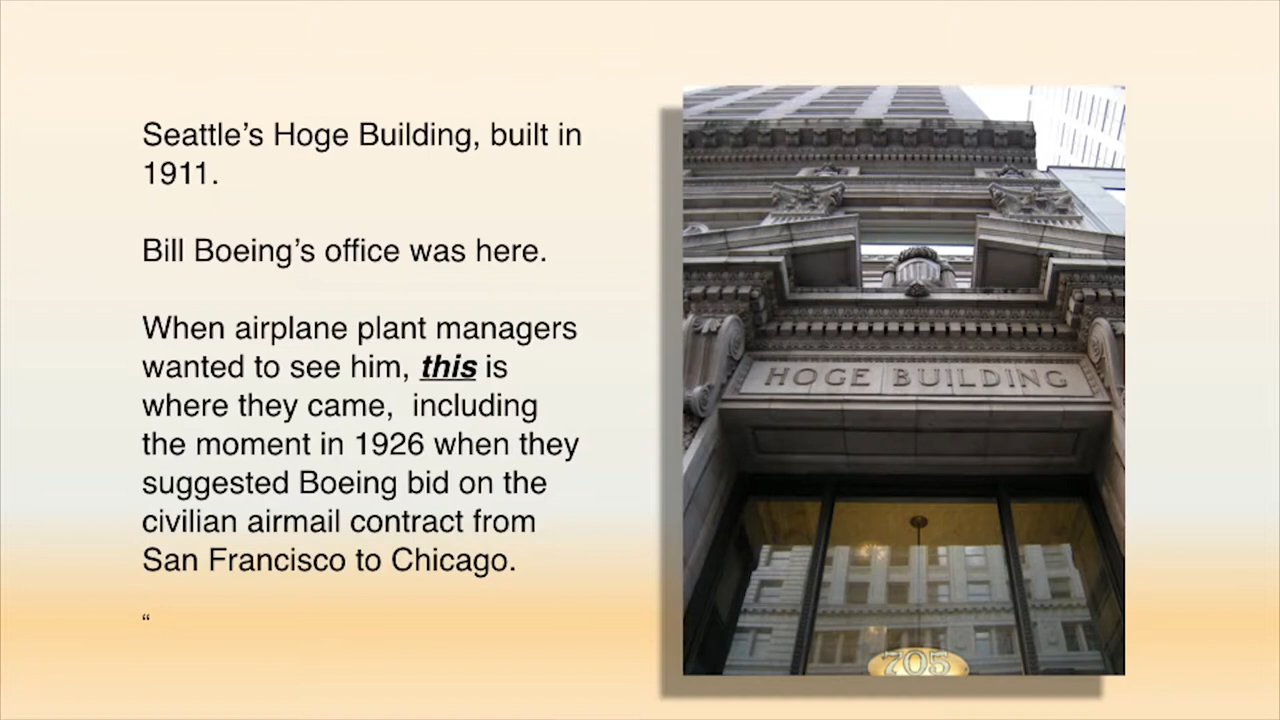 Seattle’s Hoge Building, built in
1911.
Bill Boeing’s office was here.
When airplane plant managers
wanted to see him, this is
where they came,  including
the moment in 1926 when they
suggested Boeing bid on the
civilian airmail contract from
San Francisco to Chicago.
“
HOGE BUILDING
705